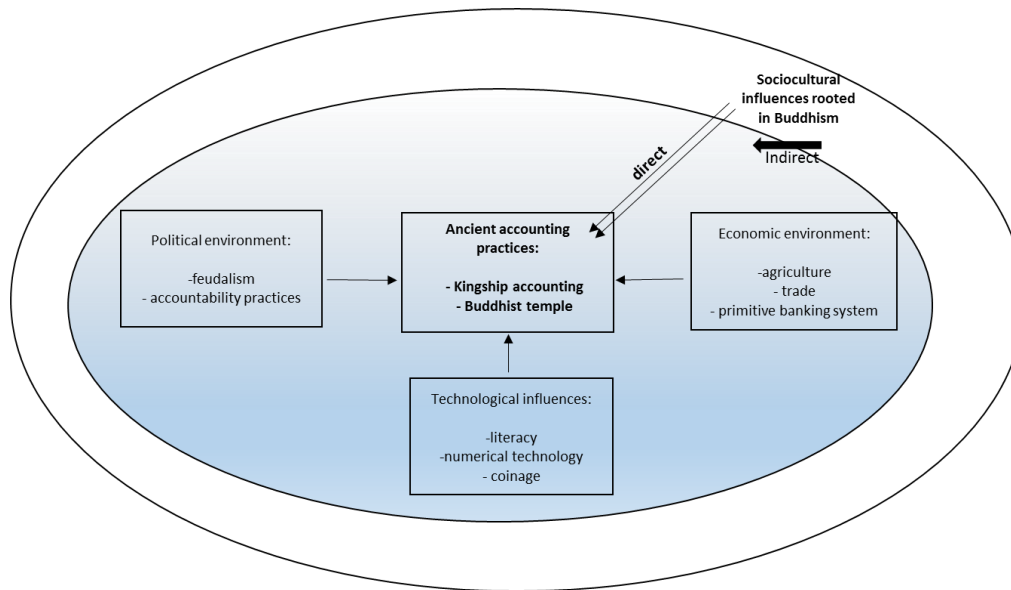 Sociocultural
influences rooted
in Buddhism
Indirect
direct
Political environment:
-feudalism
- accountability practices
Ancient accounting
practices:
- Kingship accounting
- Buddhist temple
Economic environment:
-agriculture
- trade
- primitive banking system
Technological influences:
-literacy
-numerical technology
- coinage